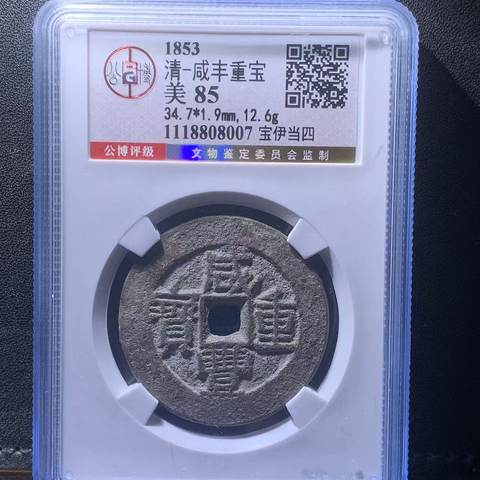 1853
清-咸丰重宝
美 85
34.7*1.9mm, 12.6g
1118808007 宝伊当四
公博评级
文物鉴定委员会监制
咸
豐
重
寶